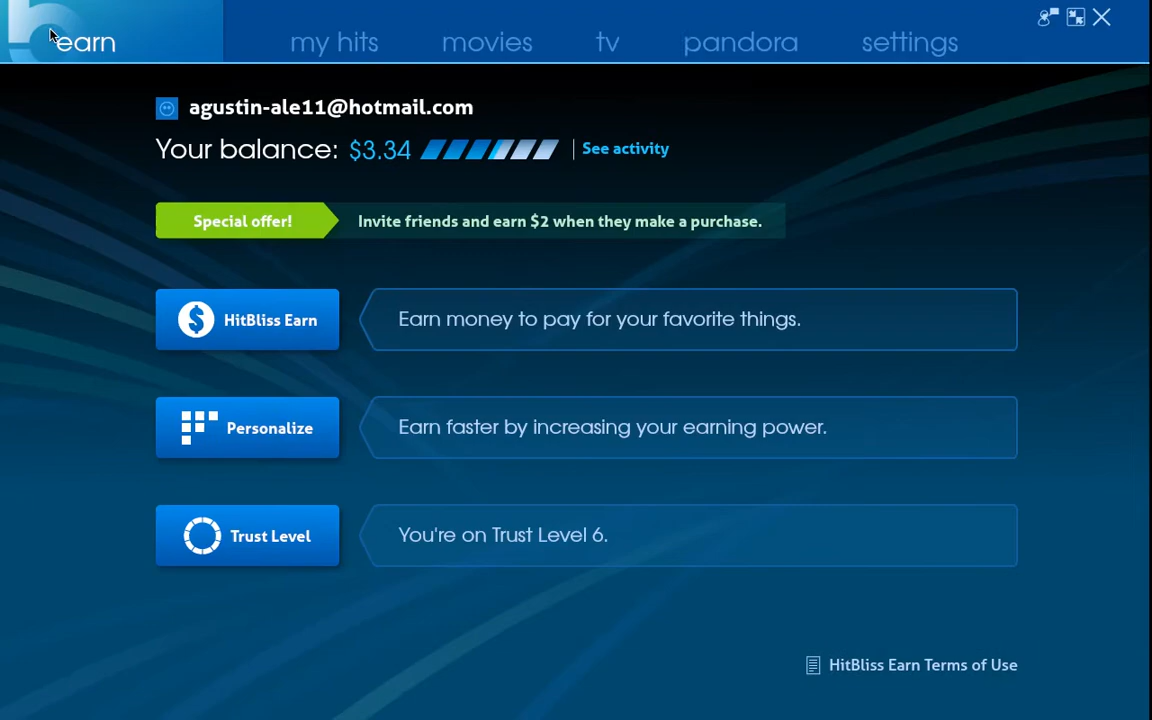 earn
my hits
movies
tv
pandora
settings
agustin-ale11@hotmail.com
Your balance: $3.34 See activity
Special offer! Invite friends and earn $2 when they make a purchase.
HitBliss Earn Earn money to pay for your favorite things.
Personalize Earn faster by increasing your earning power.
Trust Level You're on Trust Level 6.
HitBliss Earn Terms of Use